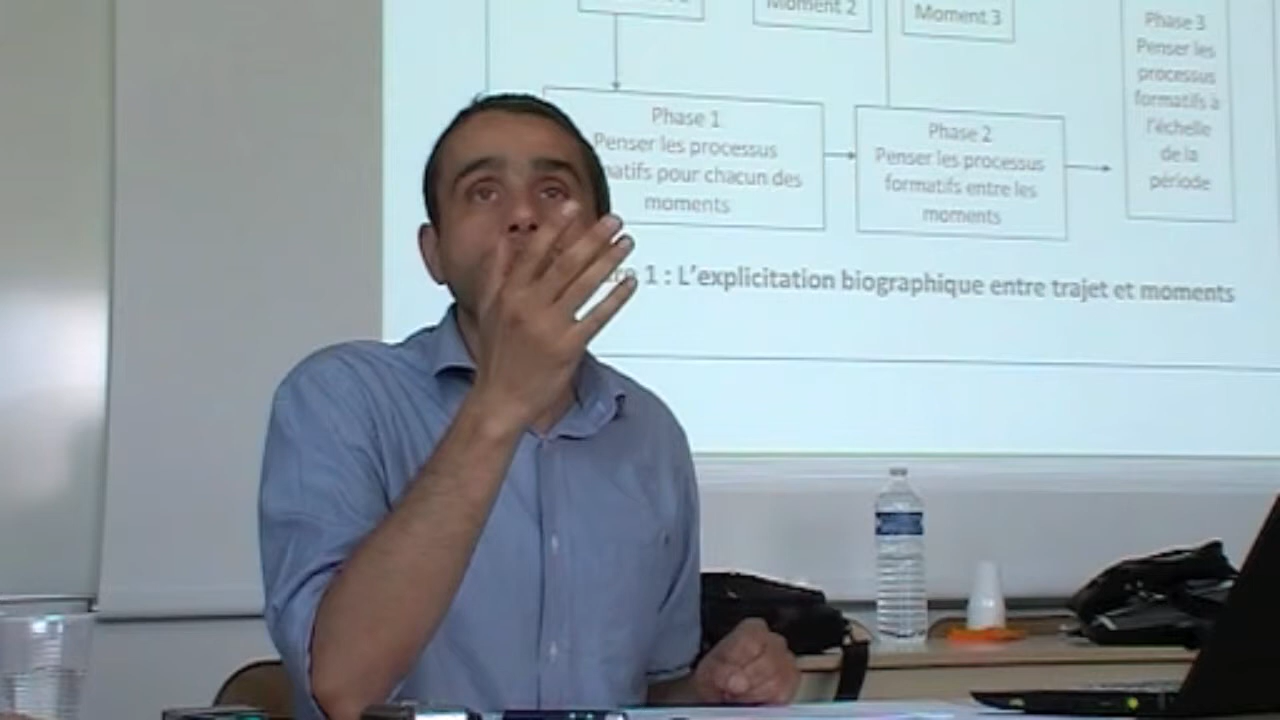 Moment 2
Moment 3
Phase 1
Penser les processus
matifs pour chacun des
moments
Phase 2
Penser les processus
formatifs entre les
moments
Phase 3
Penser les
processus
formatifs à
l'échelle
de la
période
re 1 : L'explicitation biographique entre trajet et moments